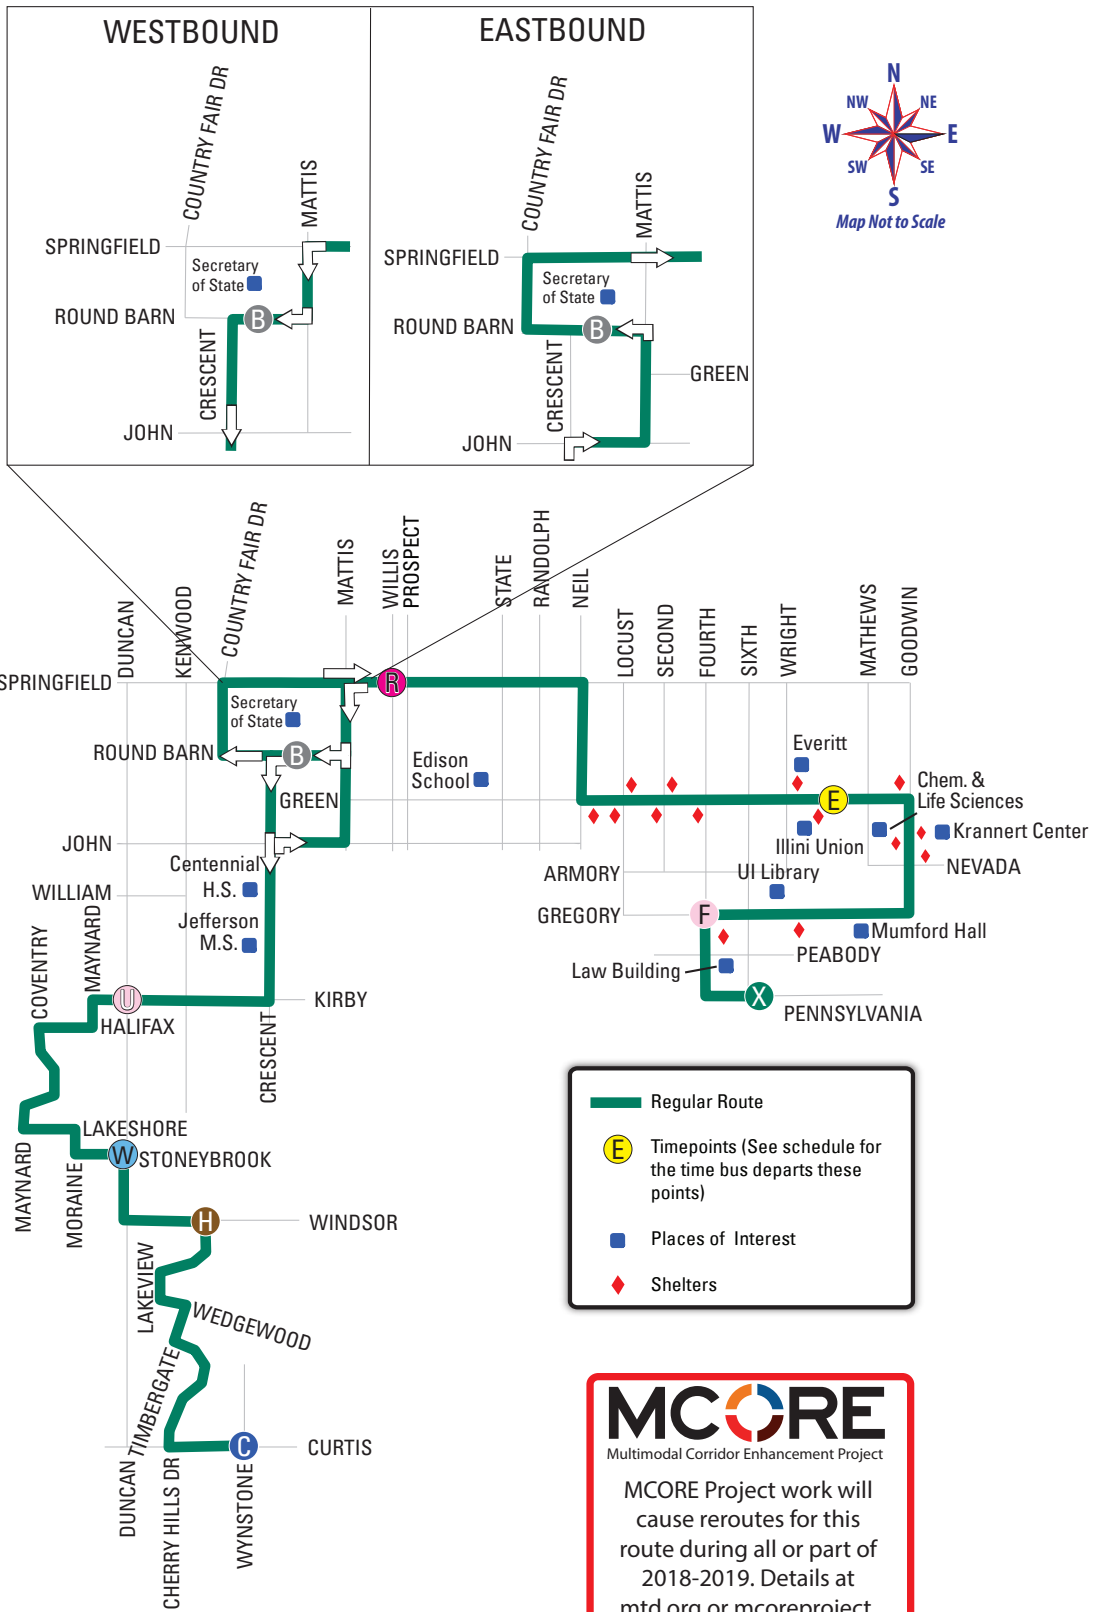 WESTBOUND
EASTBOUND
COUNTRY FAIR DR
MATTIS
SPRINGFIELD
Secretary
of State
ROUND BARN
B
CRESCENT
JOHN
COUNTRY FAIR DR
MATTIS
SPRINGFIELD
Secretary
of State
ROUND BARN
B
CRESCENT
GREEN
JOHN
N
NW
NE
W
E
SW
SE
S
Map Not to Scale
DUNCAN
KENWOOD
COUNTRY FAIR DR
MATTIS
WILLIS
PROSPECT
STATE
RANDOLPH
NEIL
LOCUST
SECOND
FOURTH
SIXTH
WRIGHT
MATHEWS
GOODWIN
SPRINGFIELD
R
Secretary
of State
ROUND BARN
B
Edison
School
Everitt
GREEN
E
Chem. &
Life Sciences
JOHN
Illini Union
Krannert Center
Centennial
H.S.
ARMORY
UI Library
NEVADA
WILLIAM
GREGORY
F
Jefferson
M.S.
Mumford Hall
COVENTRY
MAYNARD
PEABODY
Law Building
U
KIRBY
X
PENNSYLVANIA
HALIFAX
CRESCENT
LAKESHORE
W
STONEYBROOK
MAYNARD
MORAINE
H
WINDSOR
LAKEVIEW
WEDGEWOOD
TIMBERGATE
C
CURTIS
DUNCAN
CHERRY HILLS DR
WYNSTONE
Regular Route
E
Timepoints (See schedule for
the time bus departs these
points)
Places of Interest
Shelters
MCORE
Multimodal Corridor Enhancement Project
MCORE Project work will
cause reroutes for this
route during all or part of
2018-2019. Details at
mtd.org or mcoreproject.